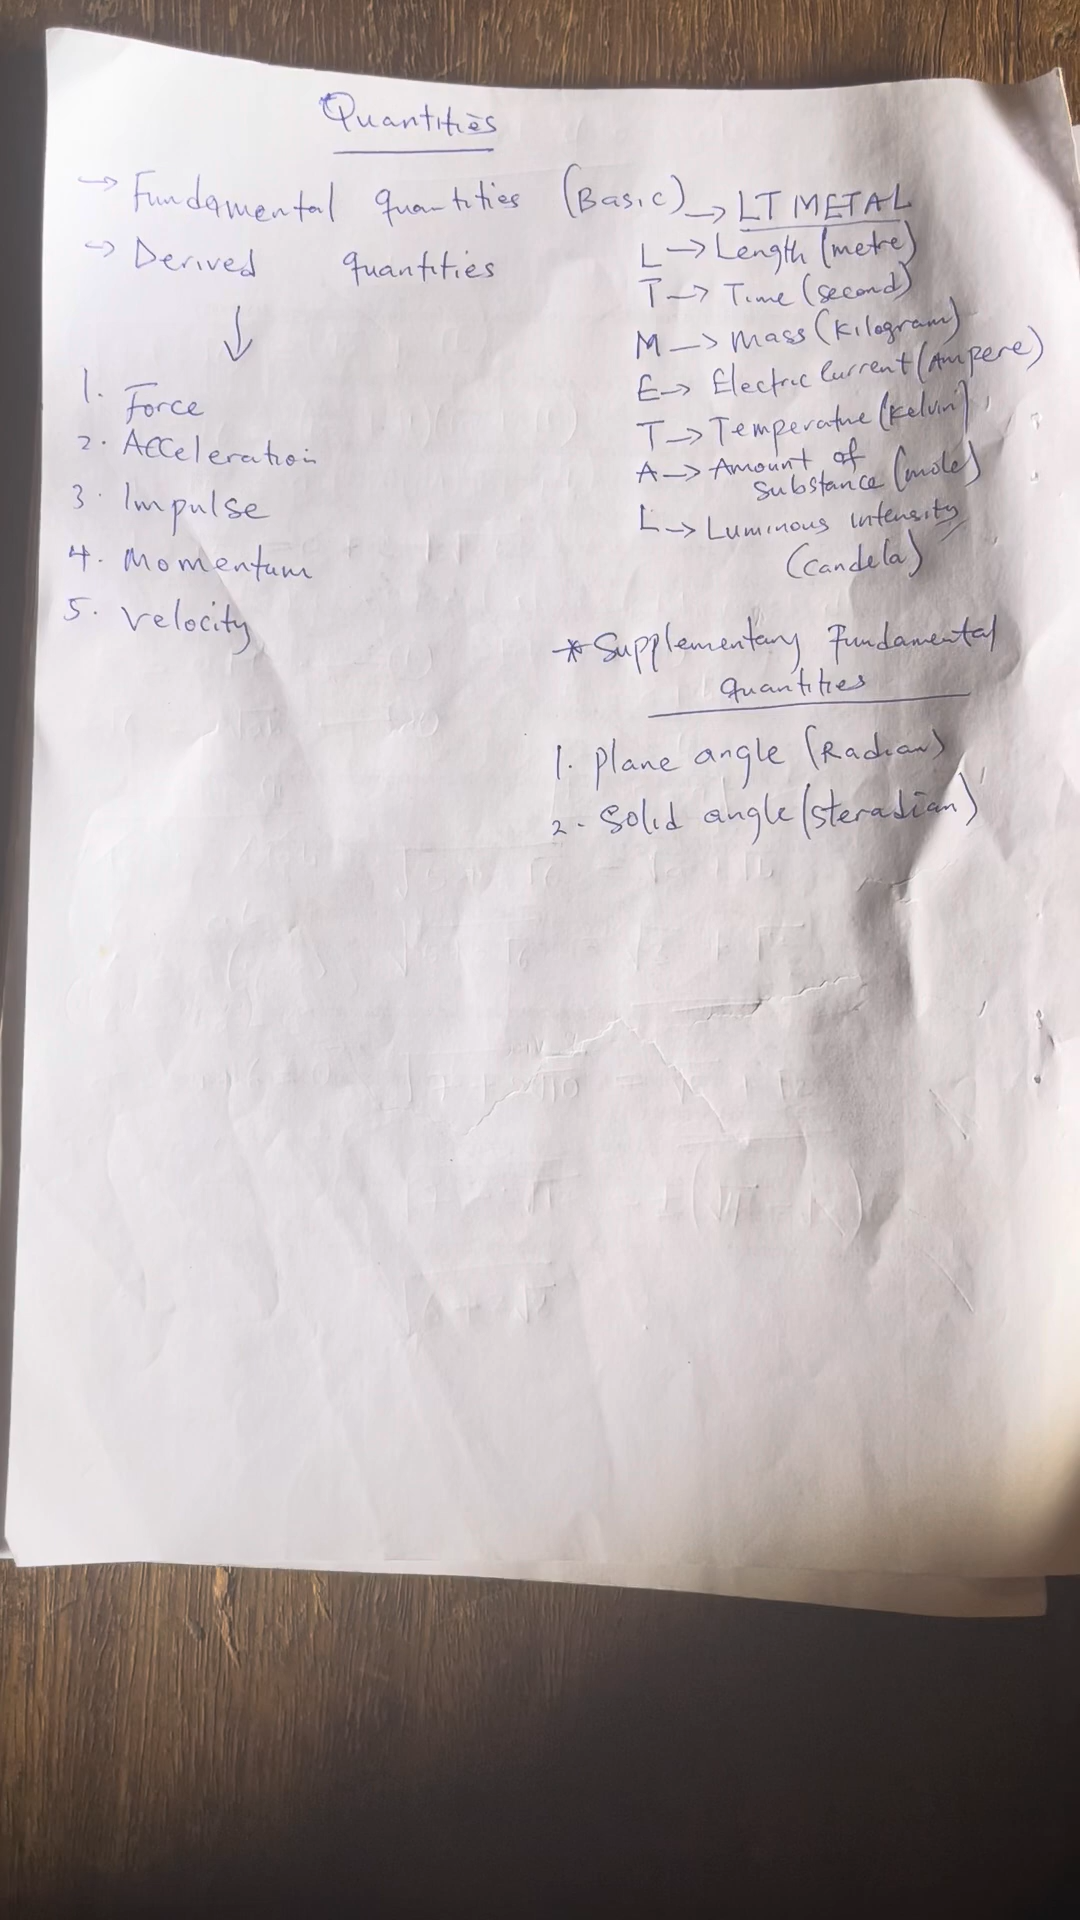 Quantities
→ Fundamental quantities (Basic) → LT METAL
→ Derived quantities
↓
1. Force
2. Acceleration
3. Impulse
4. Momentum
5. Velocity
L → Length (metre)
T → Time (second)
M → Mass (Kilogram)
E → Electric Current (Ampere)
T → Temperature (Kelvin)
A → Amount of
substance (mole)
L → Luminous intensity
(Candela)
* Supplementary Fundamental
quantities
1. Plane angle (Radian)
2. Solid angle (steradian)